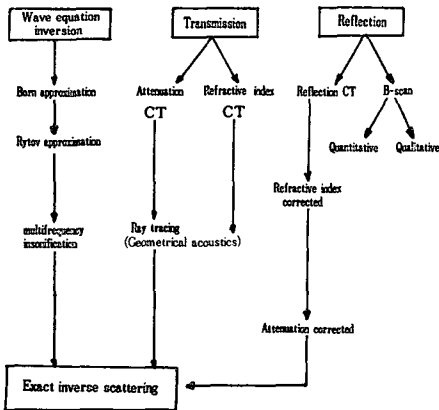 Wave equation
inversion
Transmission
Reflection
Born approximation
Attenuation
CT
Refractive index
CT
Reflection CT
B-scan
Rytov approximation
Quantitative
Qualitative
Refractive index
corrected
multifrequency
insonification
Ray tracing
(Geometrical acoustics)
Attenuation corrected
Exact inverse scattering